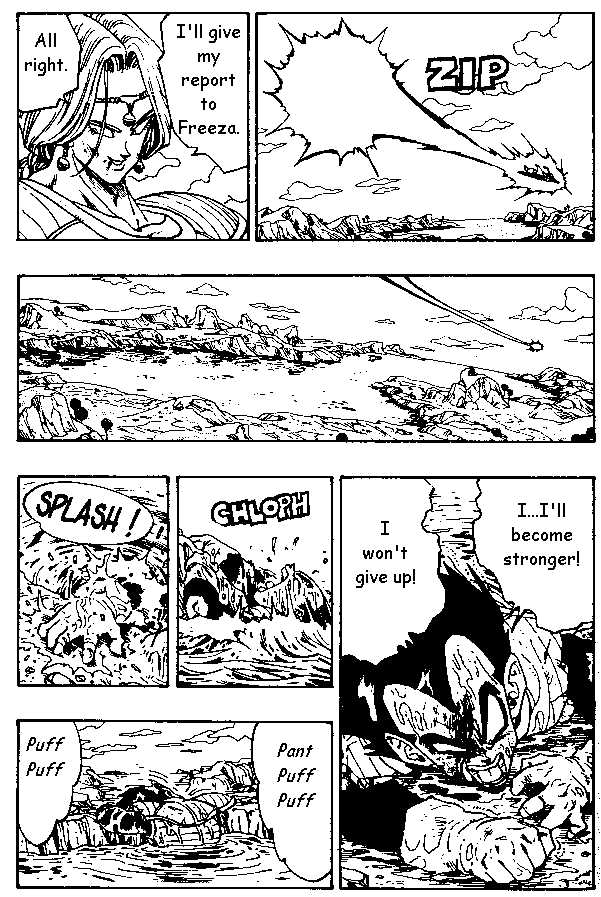 All
right.
I'll give
my
report
to
Freeza.
ZIP
SPLASH!
CHLOPH
I
won't
give up!
I...I'll
become
stronger!
Puff
Puff
Pant
Puff
Puff